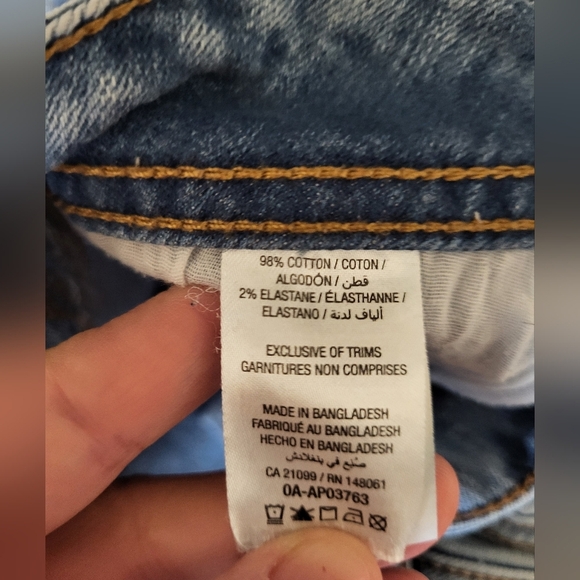 98% COTTON / COTON /
ALGODÓN / قطن
2% ELASTANE / ÉLASTHANNE /
ELASTANO / ألياف لدنة
EXCLUSIVE OF TRIMS
GARNITURES NON COMPRISES
MADE IN BANGLADESH
FABRIQUÉ AU BANGLADESH
HECHO EN BANGLADESH
صنع في بنغلادش
CA 21099 / RN 148061
0A-AP03763